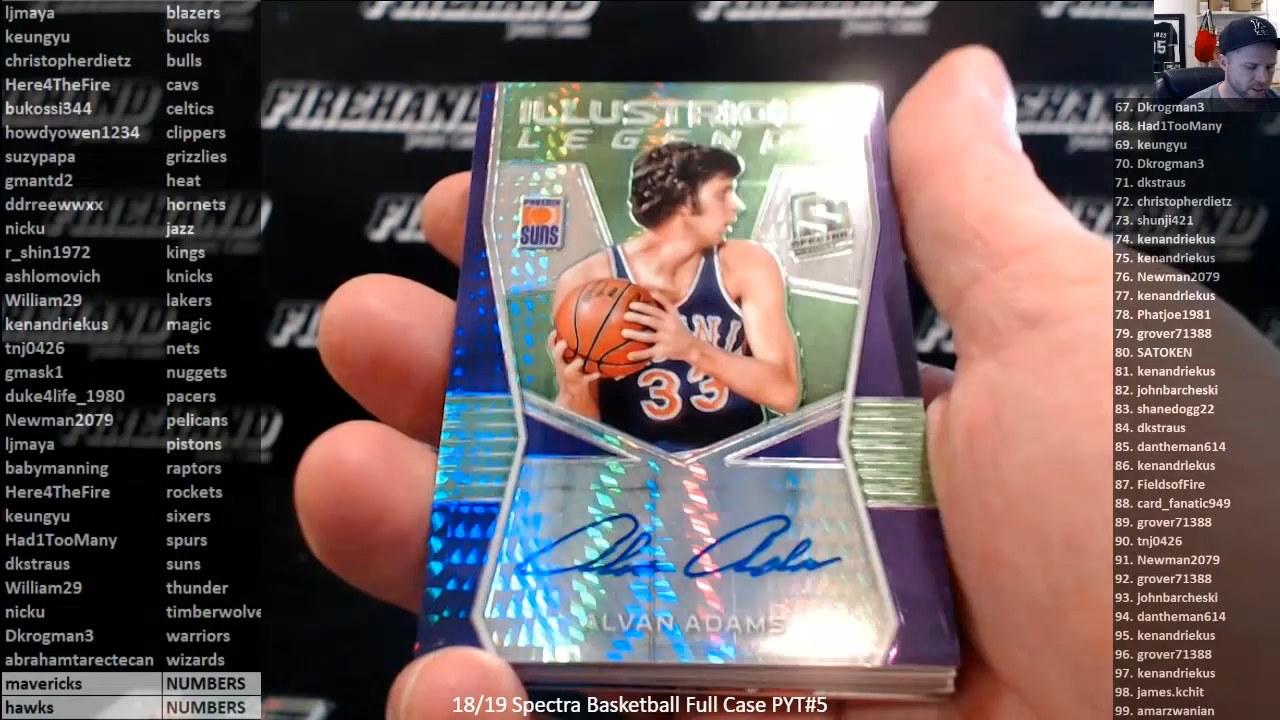 ljmaya blazers
keungyu bucks
christopherdietz bulls
Here4TheFire cavs
bukossi344 celtics
howdyowen1234 clippers
suzypapa grizzlies
gmantd2 heat
ddrreewwxx hornets
nicku jazz
r_shin1972 kings
ashlomovich knicks
William29 lakers
kenandriekus magic
tnj0426 nets
gmask1 nuggets
duke4life_1980 pacers
Newman2079 pelicans
ljmaya pistons
babymanning raptors
Here4TheFire rockets
keungyu sixers
Had1TooMany spurs
dkstraus suns
William29 thunder
nicku timberwolve
Dkrogman3 warriors
abrahamtarectecan wizards
mavericks NUMBERS
hawks NUMBERS
FIREHAND
ILLUSTRIOU
LEGEN
PHOENIX
SUNS
SPECTRA
33
ALVAN ADAMS
18/19 Spectra Basketball Full Case PYT#5
67. Dkrogman3
68. Had1TooMany
69. keungyu
70. Dkrogman3
71. dkstraus
72. christopherdietz
73. shunji421
74. kenandriekus
75. kenandriekus
76. Newman2079
77. kenandriekus
78. Phatjoe1981
79. grover71388
80. SATOKEN
81. kenandriekus
82. johnbarcheski
83. shanedogg22
84. dkstraus
85. dantheman614
86. kenandriekus
87. FieldsofFire
88. card_fanatic949
89. grover71388
90. tnj0426
91. Newman2079
92. grover71388
93. johnbarcheski
94. dantheman614
95. kenandriekus
96. grover71388
97. kenandriekus
98. james.kchit
99. amarzwanian